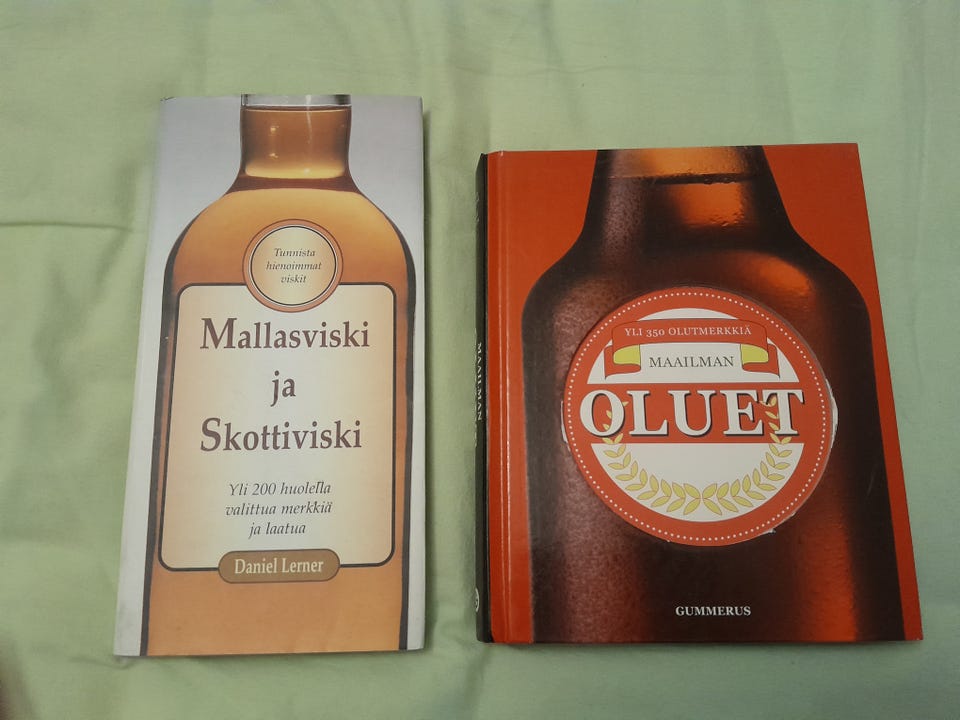 Tunnista
hienoimmat
viskit
Mallasviski
ja
Skottiviski
Yli 200 huolella
valittua merkkiä
ja laatua
Daniel Lerner
MAAILMAN
YLI 350 OLUTMERKKIÄ
MAAILMAN
OLUET
GUMMERUS